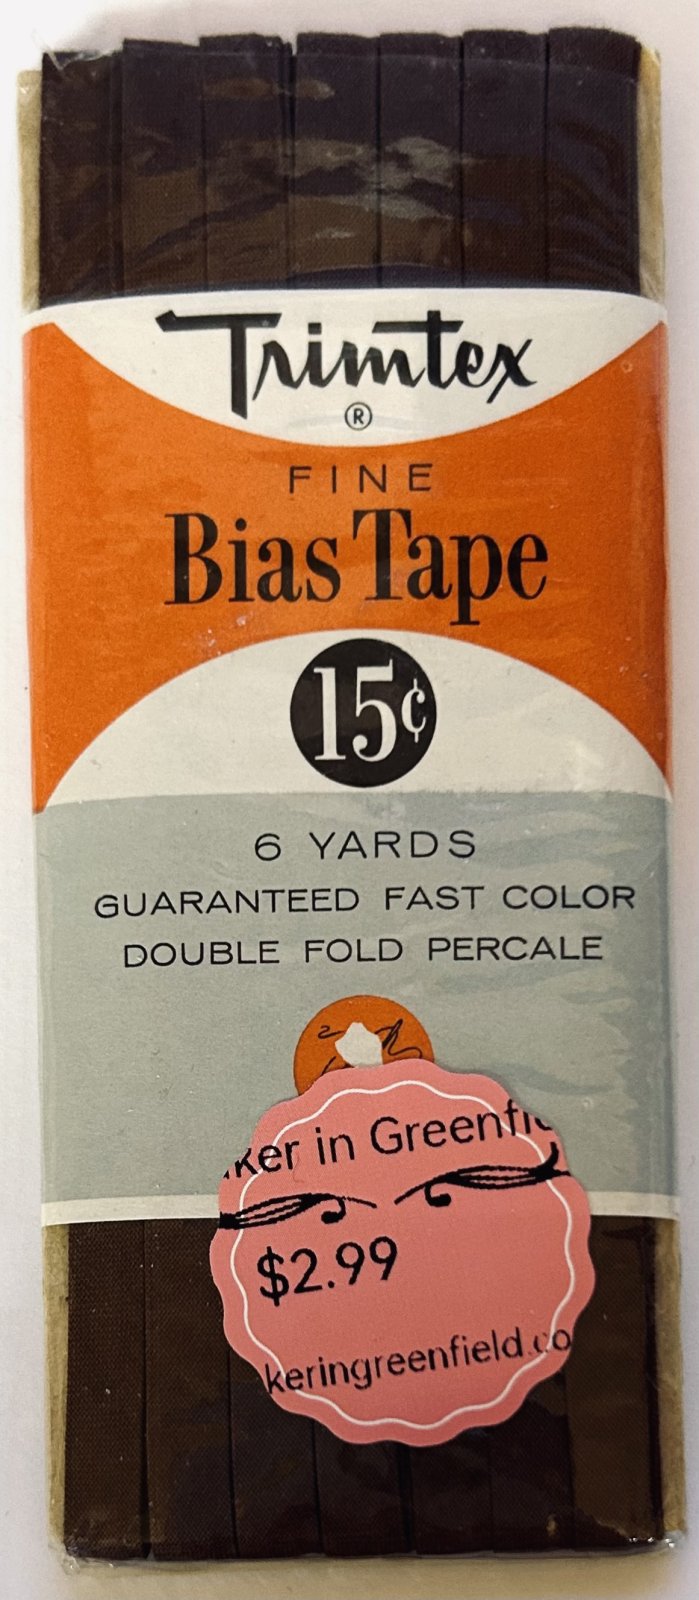 Trimtex
®
FINE
Bias Tape
15¢
6 YARDS
GUARANTEED FAST COLOR
DOUBLE FOLD PERCALE
ker in Greenfi
$2.99
keringreenfield.co